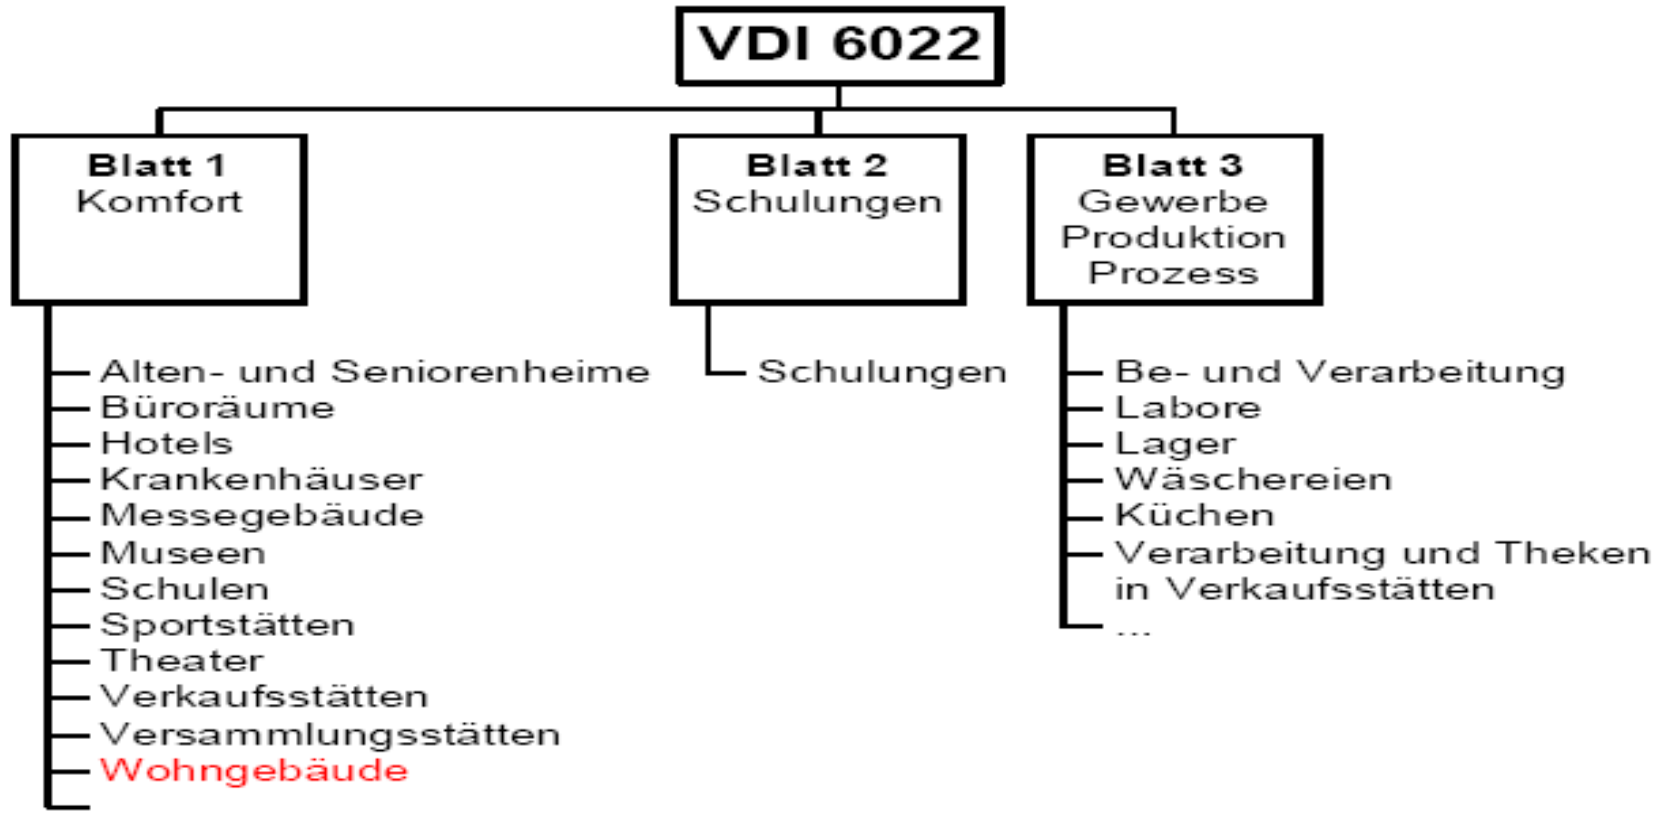 VDI 6022
Blatt 1
Komfort
Alten- und Seniorenheime
Büroräume
Hotels
Krankenhäuser
Messegebäude
Museen
Schulen
Sportstätten
Theater
Verkaufsstätten
Versammlungsstätten
Wohngebäude
Blatt 2
Schulungen
Schulungen
Blatt 3
Gewerbe
Produktion
Prozess
Be- und Verarbeitung
Labore
Lager
Wäschereien
Küchen
Verarbeitung und Theken
in Verkaufsstätten
...